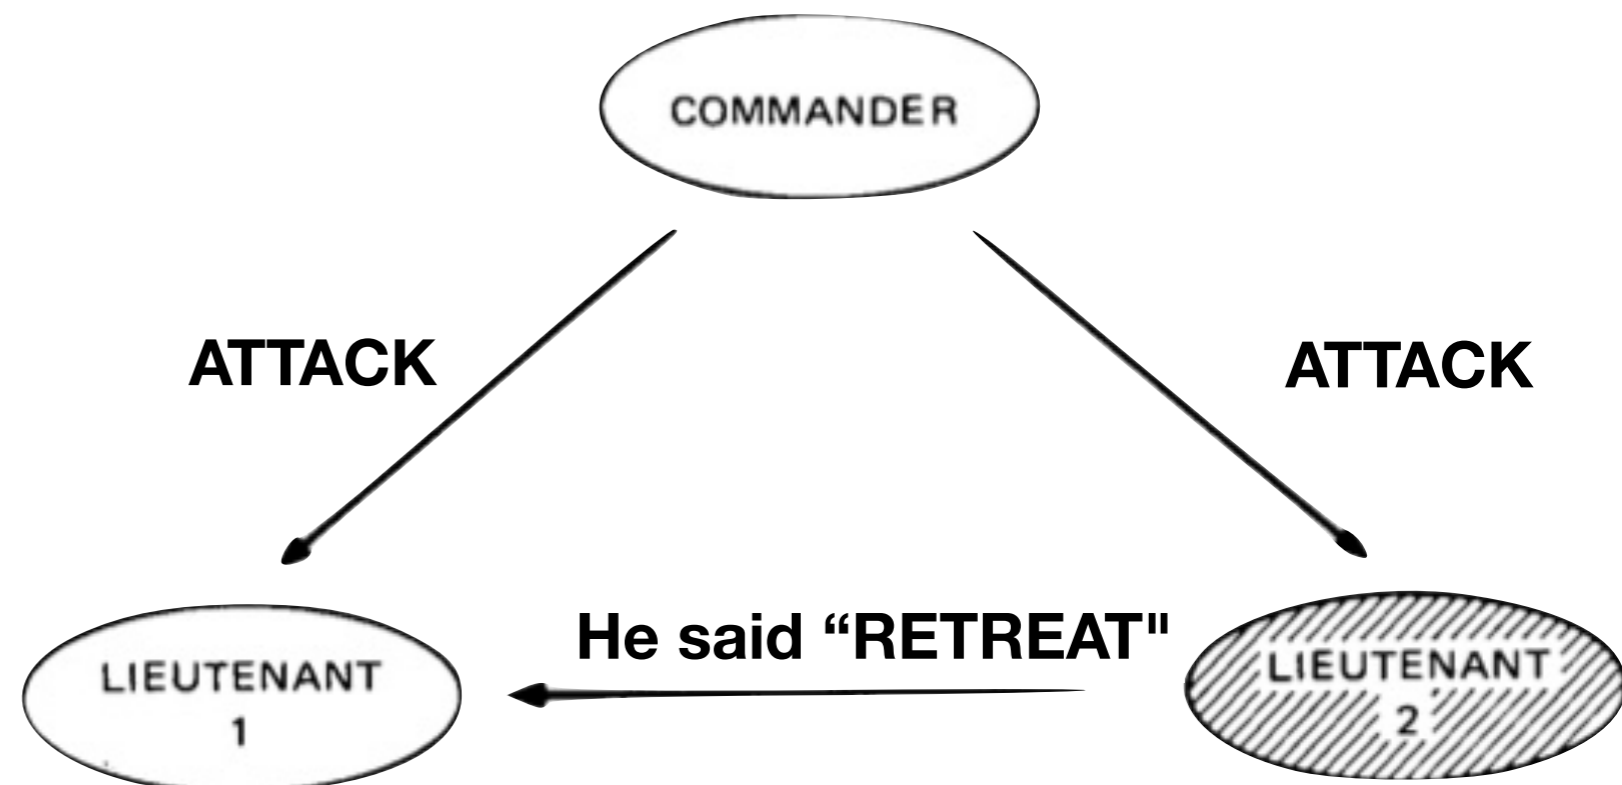 COMMANDER
ATTACK
ATTACK
He said “RETREAT"
LIEUTENANT
1
LIEUTENANT
2